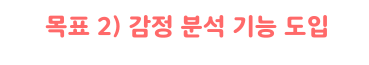 목표 2) 감정 분석 기능 도입